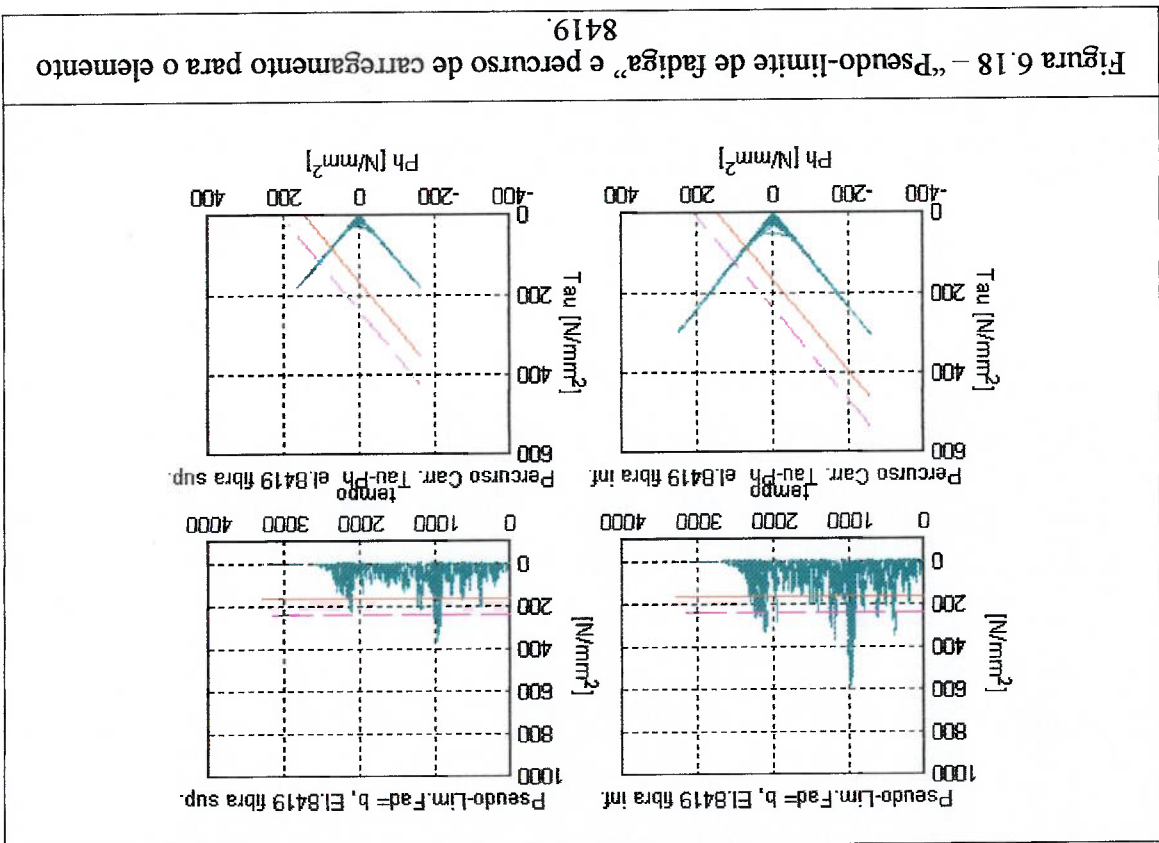 Pseudo-Lim.Fad= b, El.8419 fibra inf.
1000
800
600
400
200
0
[N/mm²]
0 1000 2000 3000 4000
tempo
Pseudo-Lim.Fad= b, El.8419 fibra sup.
1000
800
600
400
200
0
[N/mm²]
0 1000 2000 3000 4000
tempo
Percurso Carr. Tau-Ph el.8419 fibra inf.
600
400
200
0
Tau [N/mm²]
-400 -200 0 200 400
Ph [N/mm²]
Percurso Carr. Tau-Ph el.8419 fibra sup.
600
400
200
0
Tau [N/mm²]
-400 -200 0 200 400
Ph [N/mm²]
Figura 6.18 – “Pseudo-limite de fadiga” e percurso de carregamento para o elemento
8419.